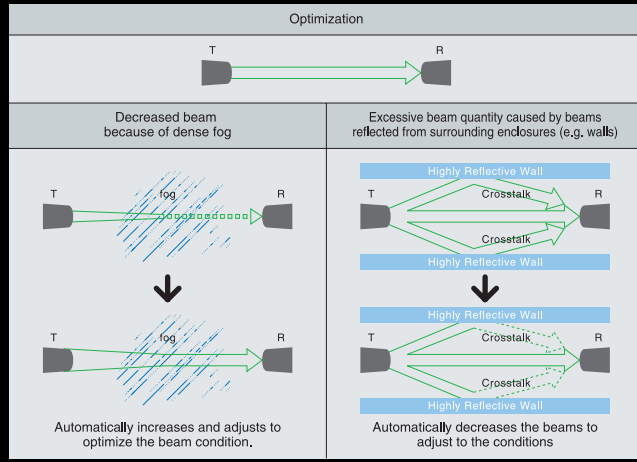 Optimization
T
R
Decreased beam
because of dense fog
Excessive beam quantity caused by beams
reflected from surrounding enclosures (e.g. walls)
T
fog
R
Highly Reflective Wall
T
Crosstalk
R
Crosstalk
Highly Reflective Wall
T
fog
R
Highly Reflective Wall
T
Crosstalk
R
Crosstalk
Highly Reflective Wall
Automatically increases and adjusts to
optimize the beam condition.
Automatically decreases the beams to
adjust to the conditions